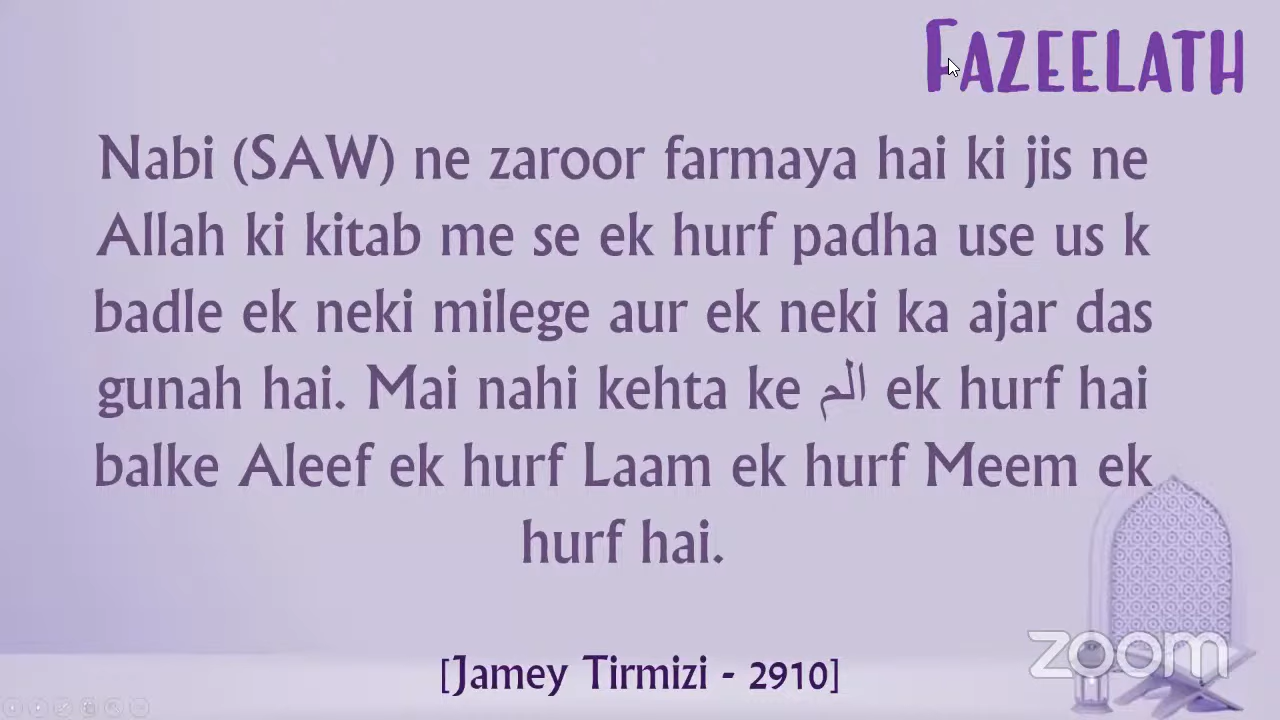 FAZEELATH
Nabi (SAW) ne zaroor farmaya hai ki jis ne
Allah ki kitab me se ek hurf padha use us k
badle ek neki milege aur ek neki ka ajar das
gunah hai. Mai nahi kehta ke الم ek hurf hai
balke Aleef ek hurf Laam ek hurf Meem ek
hurf hai.
[Jamey Tirmizi - 2910]
zoom